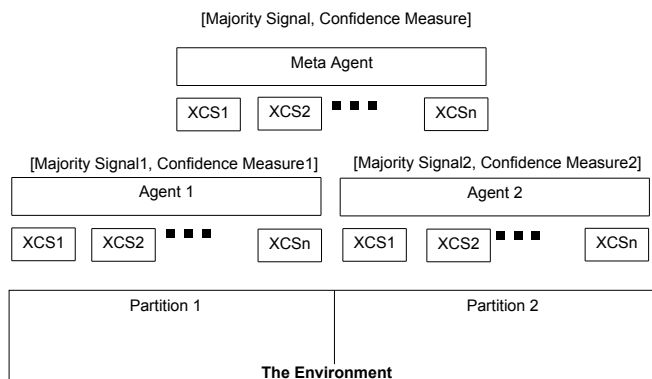 [Majority Signal, Confidence Measure]
Meta Agent
XCS1 XCS2 XCSn
[Majority Signal1, Confidence Measure1] [Majority Signal2, Confidence Measure2]
Agent 1 Agent 2
XCS1 XCS2 XCSn XCS1 XCS2 XCSn
Partition 1 Partition 2
The Environment